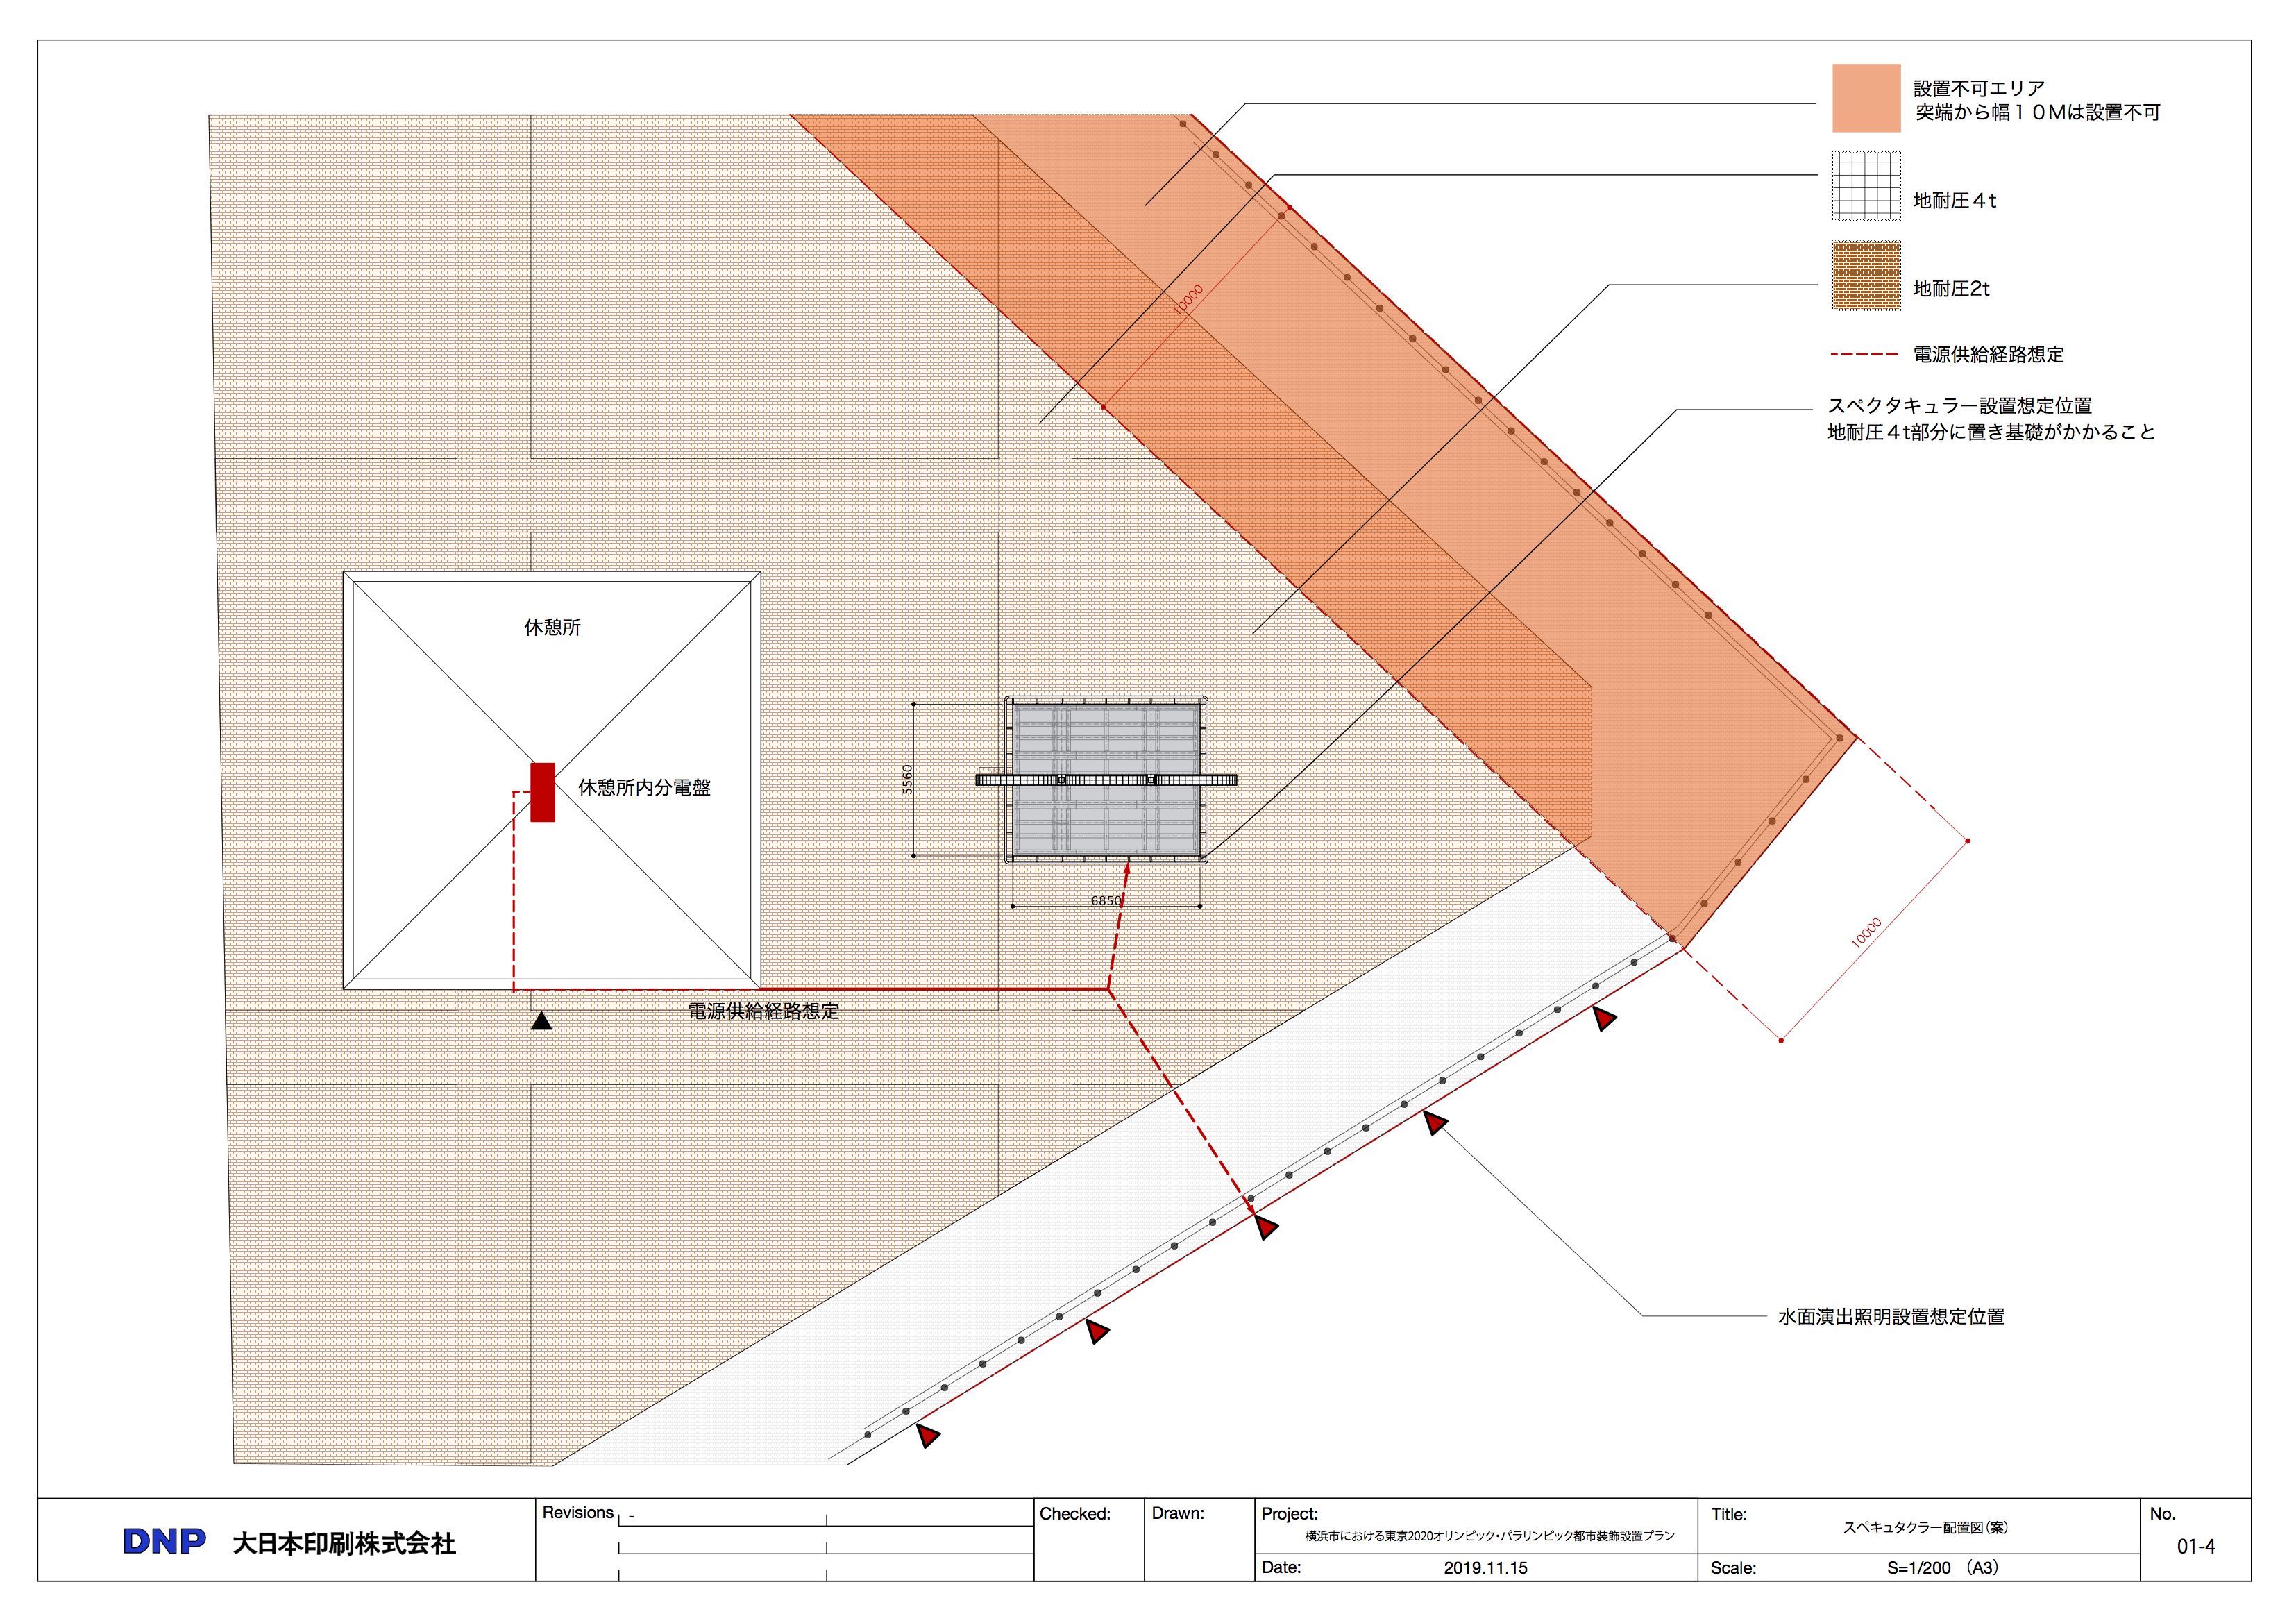 設置不可エリア
突端から幅１０Mは設置不可
地耐圧４t
地耐圧2t
電源供給経路想定
スペクタキュラー設置想定位置
地耐圧４t部分に置き基礎がかかること
10000
休憩所
休憩所内分電盤
5560
6850
10000
電源供給経路想定
水面演出照明設置想定位置
DNP 大日本印刷株式会社
Revisions -
Checked:
Drawn:
Project:
横浜市における東京2020オリンピック・パラリンピック都市装飾設置プラン
Date: 2019.11.15
Title: スペキュタクラー配置図（案）
Scale: S=1/200 （A3）
No.
01-4